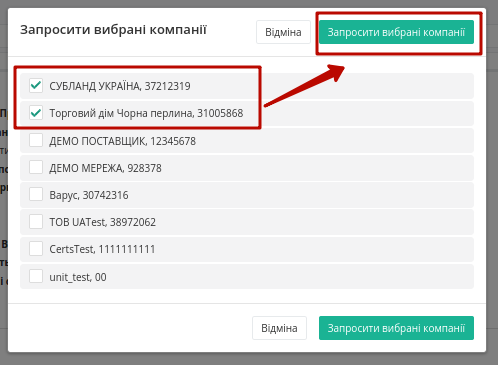 Запросити вибрані компанії
Відміна
Запросити вибрані компанії
СУБЛАНД УКРАЇНА, 37212319
Торговий дім Чорна перлина, 31005868
ДЕМО ПОСТАВЩИК, 12345678
ДЕМО МЕРЕЖА, 928378
Варус, 30742316
ТОВ UATest, 38972062
CertsTest, 1111111111
unit_test, 00
Відміна
Запросити вибрані компанії